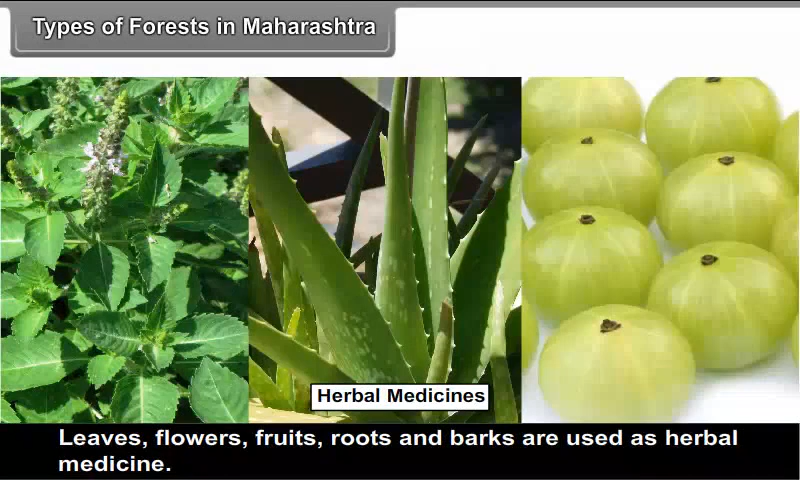 Types of Forests in Maharashtra
Herbal Medicines
Leaves, flowers, fruits, roots and barks are used as herbal
medicine.